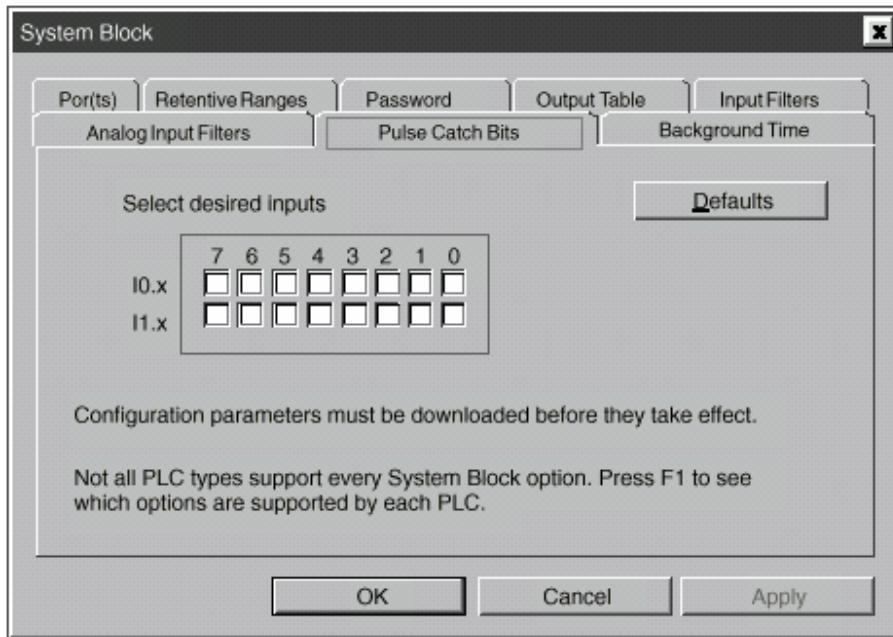 System Block
Por(ts) Retentive Ranges Password Output Table Input Filters
Analog Input Filters Pulse Catch Bits Background Time
Select desired inputs
Defaults
7 6 5 4 3 2 1 0
I0.x
I1.x
Configuration parameters must be downloaded before they take effect.
Not all PLC types support every System Block option. Press F1 to see
which options are supported by each PLC.
OK Cancel Apply